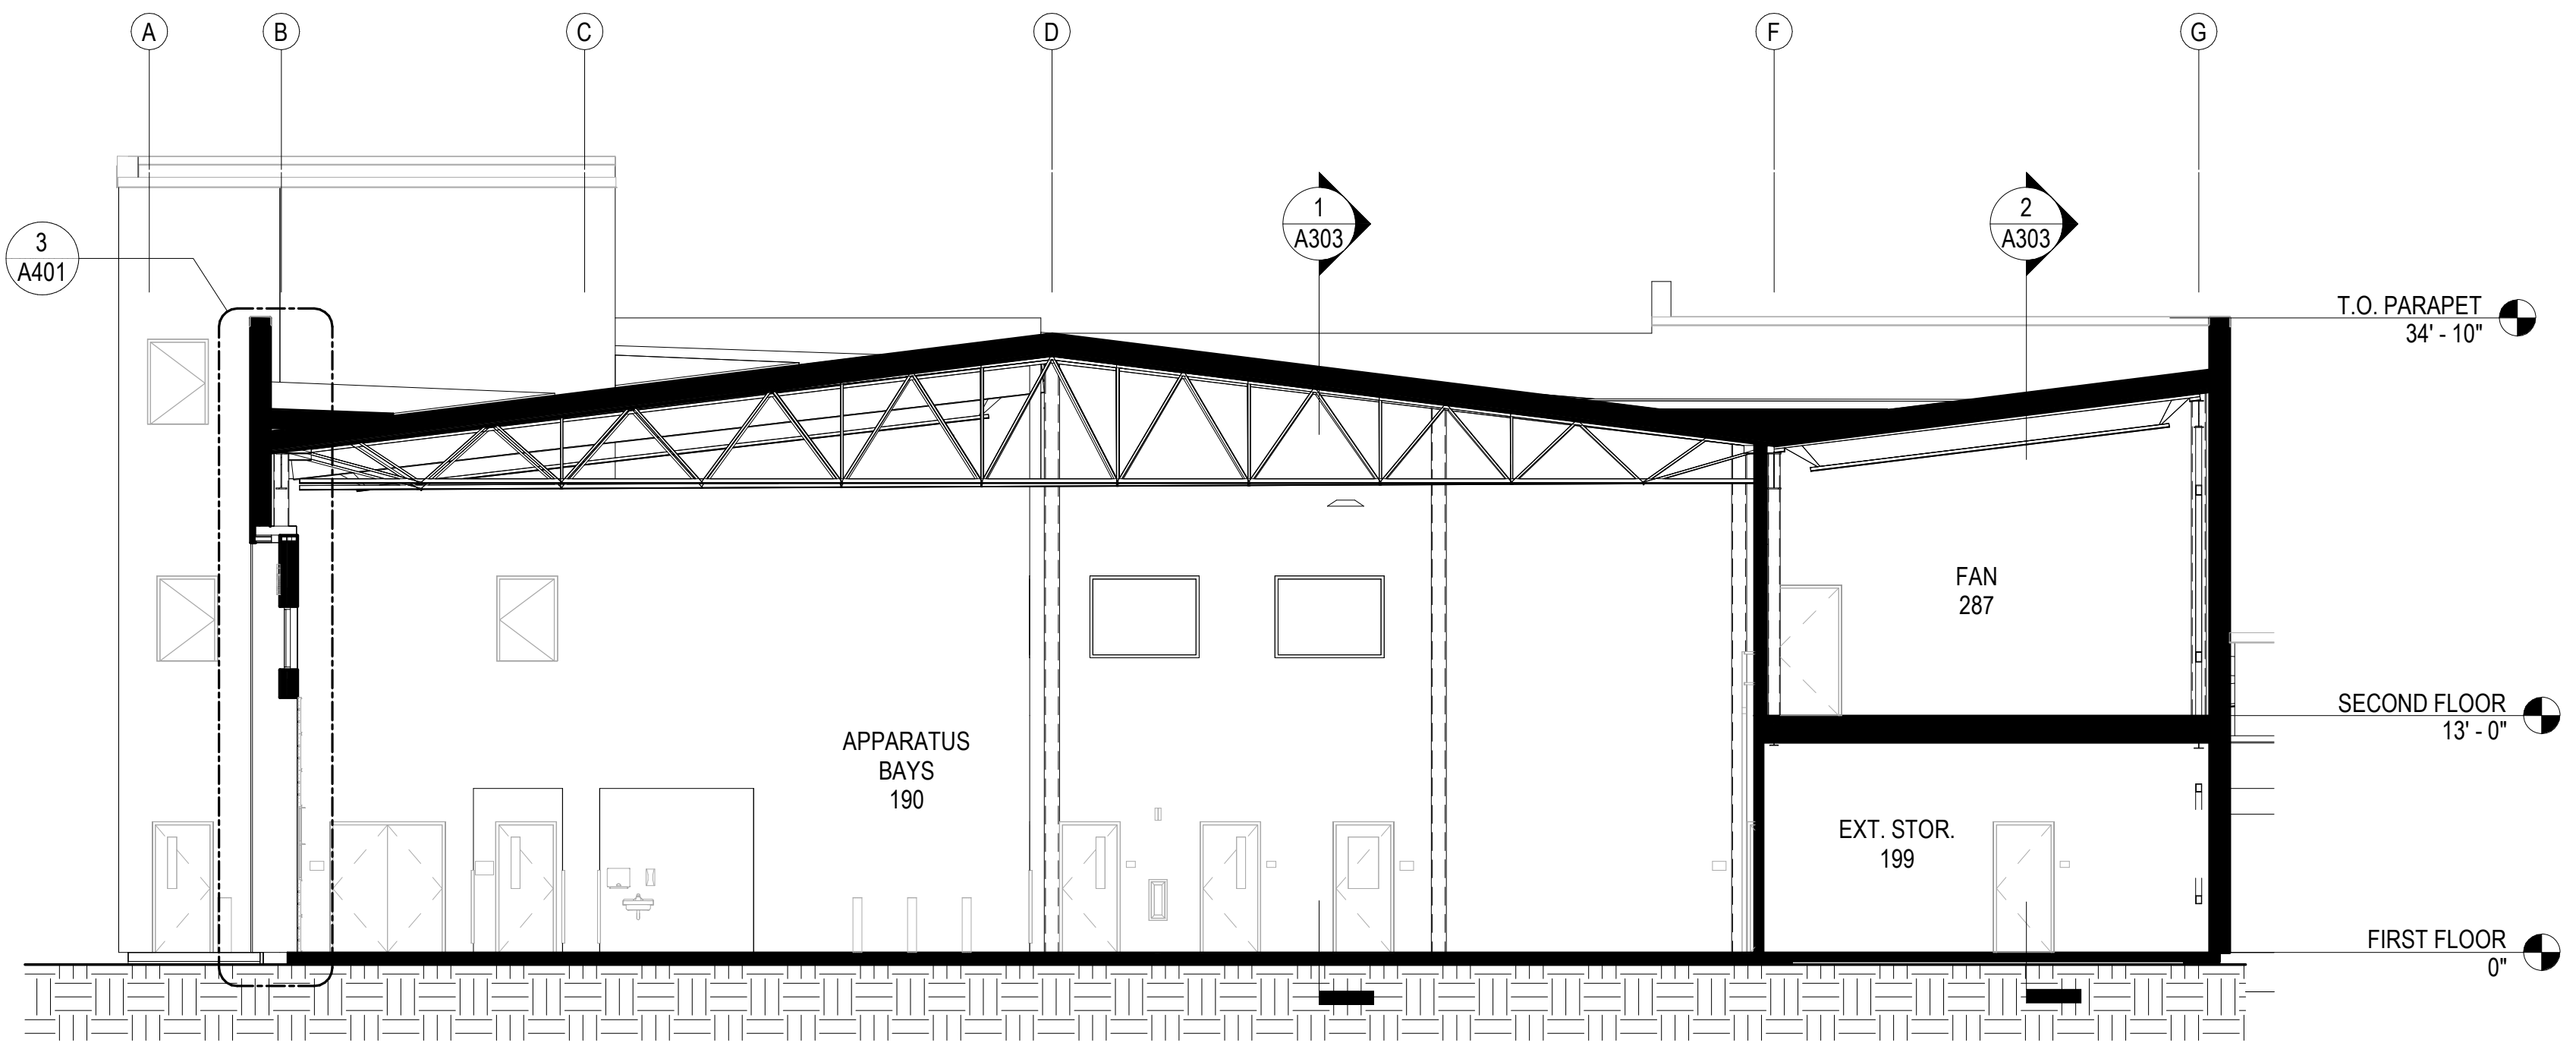 A
B
C
D
F
G
1
A303
2
A303
3
A401
T.O. PARAPET
34' - 10"
FAN
287
SECOND FLOOR
13' - 0"
APPARATUS
BAYS
190
EXT. STOR.
199
FIRST FLOOR
0"